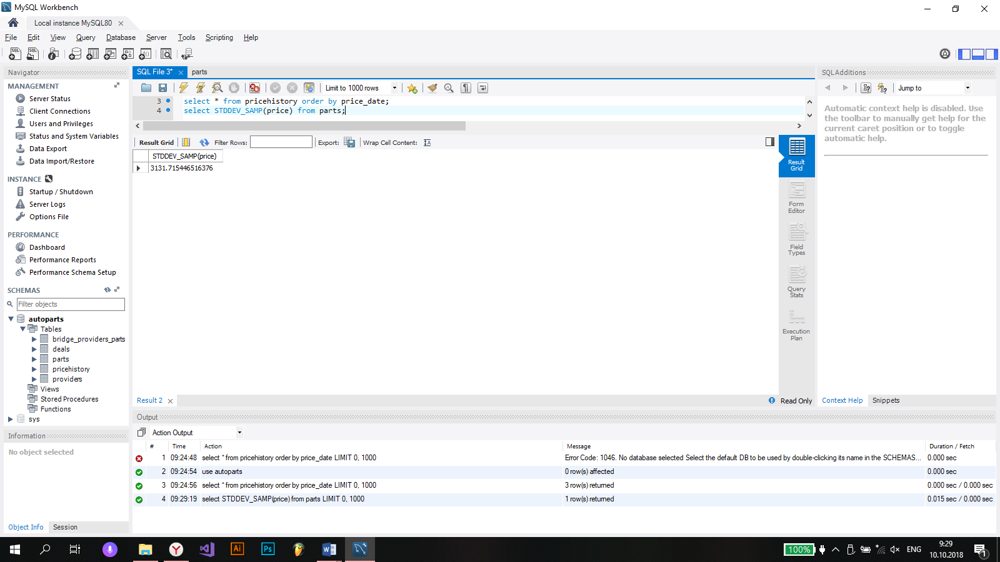 MySQL Workbench
Local instance MySQL80
File Edit View Query Database Server Tools Scripting Help
Navigator
MANAGEMENT
Server Status
Client Connections
Users and Privileges
Status and System Variables
Data Export
Data Import/Restore
INSTANCE
Startup / Shutdown
Server Logs
Options File
PERFORMANCE
Dashboard
Performance Reports
Performance Schema Setup
SCHEMAS
Filter objects
autoparts
Tables
bridge_providers_parts
deals
parts
pricehistory
providers
Views
Stored Procedures
Functions
sys
Information
No object selected
Object Info Session
SQL File 3* parts
Limit to 1000 rows
3 select * from pricehistory order by price_date;
4 select STDDEV_SAMP(price) from parts;
Result Grid Filter Rows: Export: Wrap Cell Content:
STDDEV_SAMP(price)
3131.715446516376
Result Grid
Form Editor
Field Types
Query Stats
Execution Plan
Result 2 Read Only
SQLAdditions
Jump to
Automatic context help is disabled. Use
the toolbar to manually get help for the
current caret position or to toggle
automatic help.
Context Help Snippets
Output
Action Output
# Time Action Message Duration / Fetch
1 09:24:48 select * from pricehistory order by price_date LIMIT 0, 1000 Error Code: 1046. No database selected Select the default DB to be used by double-clicking its name in the SCHEMAS... 0.000 sec
2 09:24:54 use autoparts 0 row(s) affected 0.000 sec
3 09:24:56 select * from pricehistory order by price_date LIMIT 0, 1000 3 row(s) returned 0.000 sec / 0.000 sec
4 09:29:19 select STDDEV_SAMP(price) from parts LIMIT 0, 1000 1 row(s) returned 0.015 sec / 0.000 sec
100% ENG 9:29
10.10.2018
1